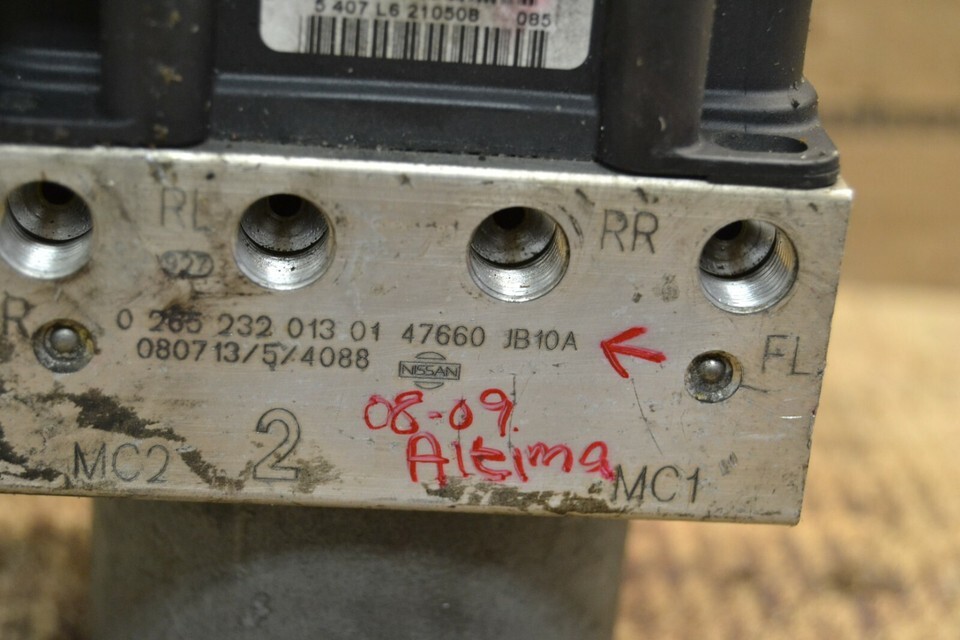 5 407 L6 210508 085
RL RR
R
0 265 232 013 01 47660 JB10A
080713/5/4088
NISSAN
FL
08-09
Altima
MC2 2 MC1